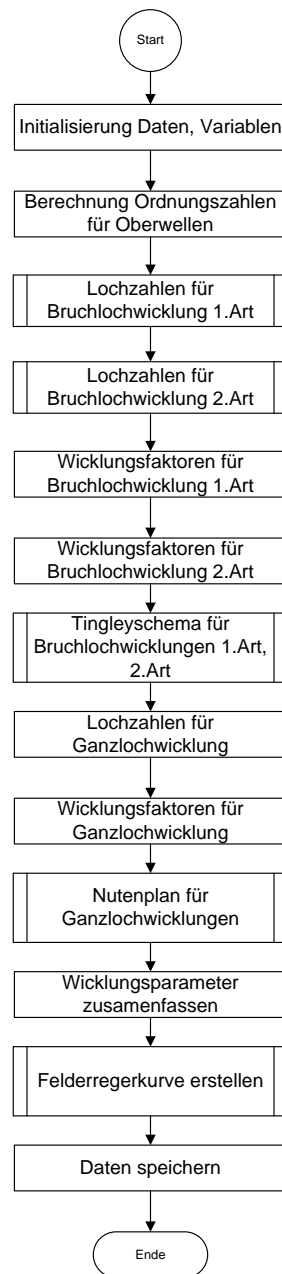 Start
Initialisierung Daten, Variablen
Berechnung Ordnungszahlen
für Oberwellen
Lochzahlen für
Bruchlochwicklung 1.Art
Lochzahlen für
Bruchlochwicklung 2.Art
Wicklungsfaktoren für
Bruchlochwicklung 1.Art
Wicklungsfaktoren für
Bruchlochwicklung 2.Art
Tingleyschema für
Bruchlochwicklungen 1.Art,
2.Art
Lochzahlen für
Ganzlochwicklung
Wicklungsfaktoren für
Ganzlochwicklung
Nutenplan für
Ganzlochwicklungen
Wicklungsparameter
zusamenfassen
Felderregerkurve erstellen
Daten speichern
Ende